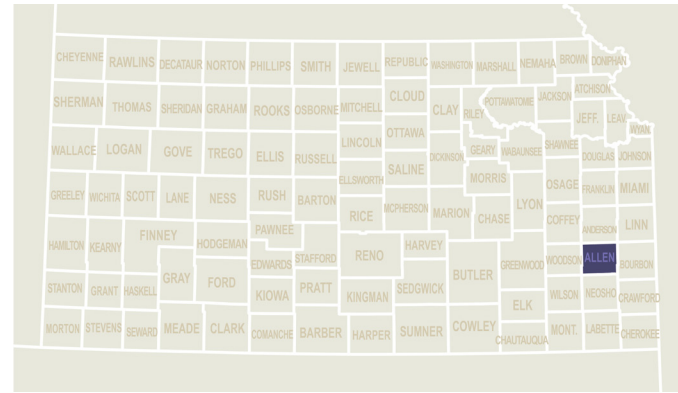 CHEYENNE RAWLINS DECATAUR NORTON PHILLIPS SMITH JEWELL REPUBLIC WASHINGTON MARSHALL NEMAHA BROWN DONIPHAN
SHERMAN THOMAS SHERIDAN GRAHAM ROOKS OSBORNE MITCHELL CLOUD CLAY RILEY POTTAWATOMIE JACKSON ATCHISON
JEFF. LEAV. WYAN.
WALLACE LOGAN GOVE TREGO ELLIS RUSSELL LINCOLN OTTAWA DICKINSON GEARY WABAUNSEE SHAWNEE DOUGLAS JOHNSON
ELLSWORTH SALINE MORRIS
GREELEY WICHITA SCOTT LANE NESS RUSH BARTON RICE MCPHERSON MARION CHASE LYON OSAGE FRANKLIN MIAMI
HAMILTON KEARNY FINNEY HODGEMAN PAWNEE COFFEY ANDERSON LINN
EDWARDS STAFFORD RENO HARVEY BUTLER GREENWOOD WOODSON ALLEN BOURBON
STANTON GRANT HASKELL GRAY FORD KIOWA PRATT KINGMAN SEDGWICK ELK WILSON NEOSHO CRAWFORD
MORTON STEVENS SEWARD MEADE CLARK COMANCHE BARBER HARPER SUMNER COWLEY CHAUTAUQUA MONT. LABETTE CHEROKEE